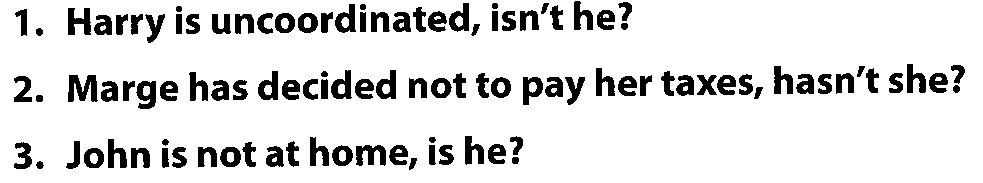 1. Harry is uncoordinated, isn’t he?
2. Marge has decided not to pay her taxes, hasn’t she?
3. John is not at home, is he?